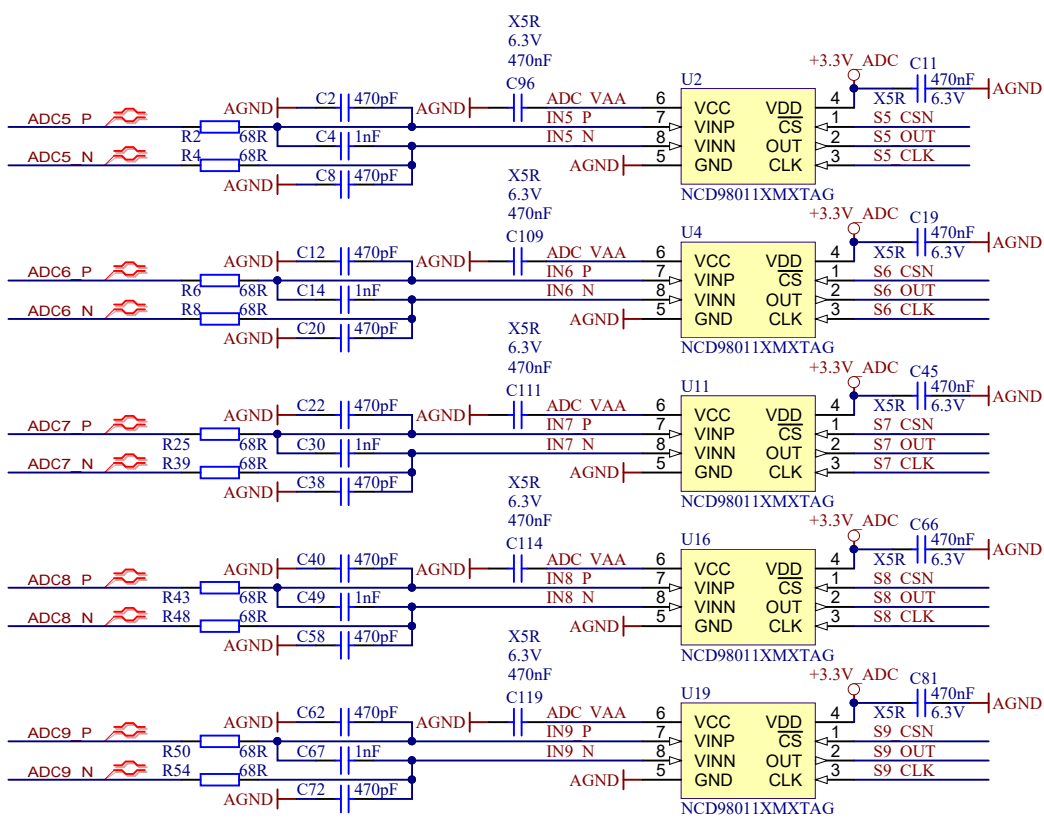 X5R
6.3V
470nF
C96
+3.3V_ADC
C11
470nF
X5R
6.3V
AGND
U2
AGND
C2
470pF
AGND
ADC_VAA
6
VCC
VDD
4
ADC5_P
R2
68R
C4
1nF
IN5_P
7
VINP
CS
1
S5_CSN
IN5_N
8
VINN
OUT
2
S5_OUT
ADC5_N
R4
68R
AGND
5
GND
CLK
3
S5_CLK
AGND
C8
470pF
NCD98011XMXTAG
X5R
6.3V
470nF
C109
+3.3V_ADC
C19
470nF
X5R
6.3V
AGND
U4
AGND
C12
470pF
AGND
ADC_VAA
6
VCC
VDD
4
ADC6_P
R6
68R
C14
1nF
IN6_P
7
VINP
CS
1
S6_CSN
IN6_N
8
VINN
OUT
2
S6_OUT
ADC6_N
R8
68R
AGND
5
GND
CLK
3
S6_CLK
AGND
C20
470pF
NCD98011XMXTAG
X5R
6.3V
470nF
C111
+3.3V_ADC
C45
470nF
X5R
6.3V
AGND
U11
AGND
C22
470pF
AGND
ADC_VAA
6
VCC
VDD
4
ADC7_P
R25
68R
C30
1nF
IN7_P
7
VINP
CS
1
S7_CSN
IN7_N
8
VINN
OUT
2
S7_OUT
ADC7_N
R39
68R
AGND
5
GND
CLK
3
S7_CLK
AGND
C38
470pF
NCD98011XMXTAG
X5R
6.3V
470nF
C114
+3.3V_ADC
C66
470nF
X5R
6.3V
AGND
U16
AGND
C40
470pF
AGND
ADC_VAA
6
VCC
VDD
4
ADC8_P
R43
68R
C49
1nF
IN8_P
7
VINP
CS
1
S8_CSN
IN8_N
8
VINN
OUT
2
S8_OUT
ADC8_N
R48
68R
AGND
5
GND
CLK
3
S8_CLK
AGND
C58
470pF
NCD98011XMXTAG
X5R
6.3V
470nF
C119
+3.3V_ADC
C81
470nF
X5R
6.3V
AGND
U19
AGND
C62
470pF
AGND
ADC_VAA
6
VCC
VDD
4
ADC9_P
R50
68R
C67
1nF
IN9_P
7
VINP
CS
1
S9_CSN
IN9_N
8
VINN
OUT
2
S9_OUT
ADC9_N
R54
68R
AGND
5
GND
CLK
3
S9_CLK
AGND
C72
470pF
NCD98011XMXTAG